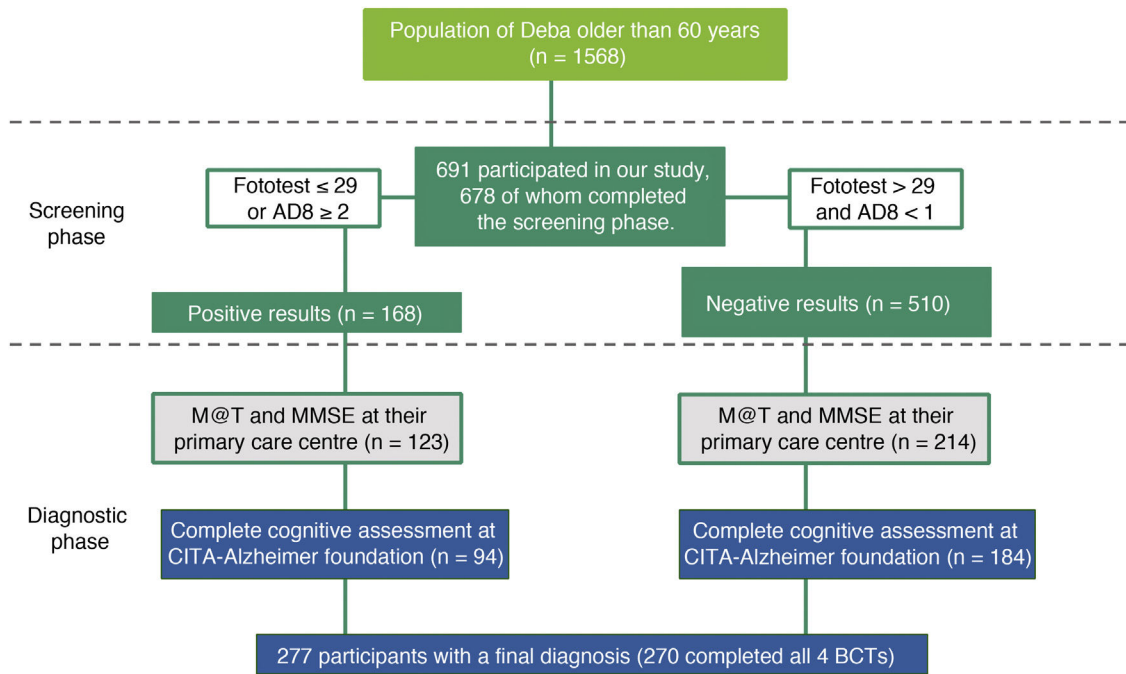 Population of Deba older than 60 years
(n = 1568)
Screening
phase
Fototest ≤ 29
or AD8 ≥ 2
691 participated in our study,
678 of whom completed
the screening phase.
Fototest > 29
and AD8 < 1
Positive results (n = 168)
Negative results (n = 510)
Diagnostic
phase
M@T and MMSE at their
primary care centre (n = 123)
M@T and MMSE at their
primary care centre (n = 214)
Complete cognitive assessment at
CITA-Alzheimer foundation (n = 94)
Complete cognitive assessment at
CITA-Alzheimer foundation (n = 184)
277 participants with a final diagnosis (270 completed all 4 BCTs)